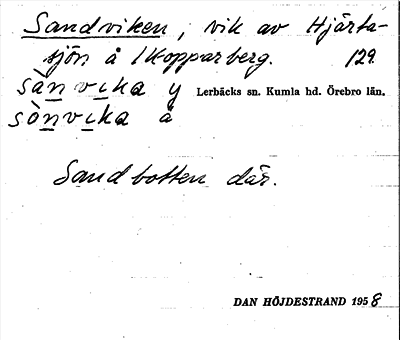 Sandviken, vik av Hjärta-
sjön å Kopparberg. 129.
sànvika y Lerbäcks sn. Kumla hd. Örebro län.
sònvika å
Sandbotten där.
DAN HÖJDESTRAND 1958